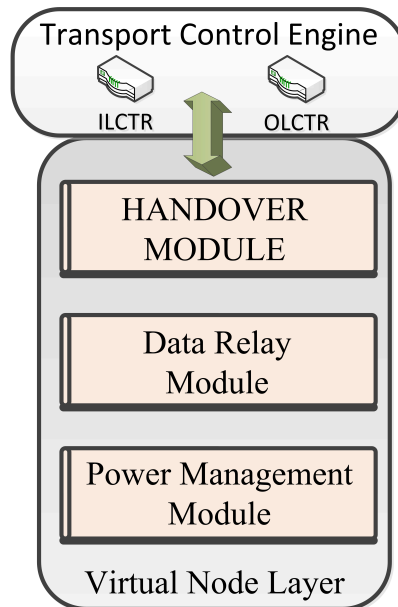 Transport Control Engine
ILCTR OLCTR
HANDOVER
MODULE
Data Relay
Module
Power Management
Module
Virtual Node Layer